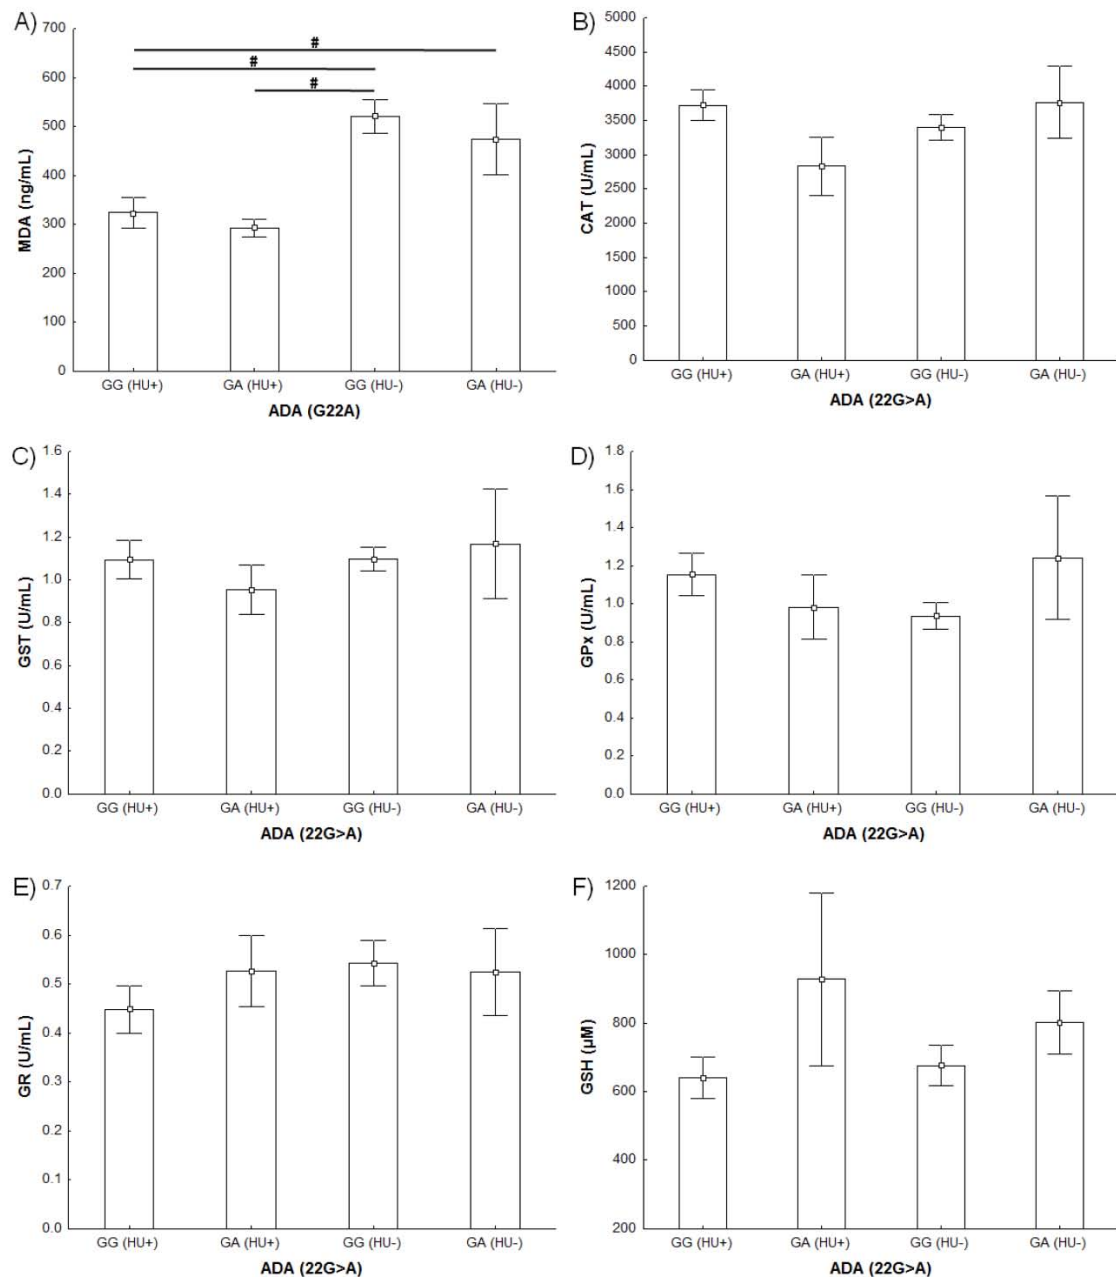 A)
700
600
500
400
300
200
100
0
MDA (ng/mL)
#
#
#
GG (HU+) GA (HU+) GG (HU-) GA (HU-)
ADA (G22A)
B)
5000
4500
4000
3500
3000
2500
2000
1500
1000
500
0
CAT (U/mL)
GG (HU+) GA (HU+) GG (HU-) GA (HU-)
ADA (22G>A)
C)
1.6
1.4
1.2
1.0
0.8
0.6
0.4
0.2
0.0
GST (U/mL)
GG (HU+) GA (HU+) GG (HU-) GA (HU-)
ADA (22G>A)
D)
1.8
1.6
1.4
1.2
1.0
0.8
0.6
0.4
0.2
0.0
GPx (U/mL)
GG (HU+) GA (HU+) GG (HU-) GA (HU-)
ADA (22G>A)
E)
0.7
0.6
0.5
0.4
0.3
0.2
0.1
0.0
GR (U/mL)
GG (HU+) GA (HU+) GG (HU-) GA (HU-)
ADA (22G>A)
F)
1200
1000
800
600
400
200
GSH (µM)
GG (HU+) GA (HU+) GG (HU-) GA (HU-)
ADA (22G>A)